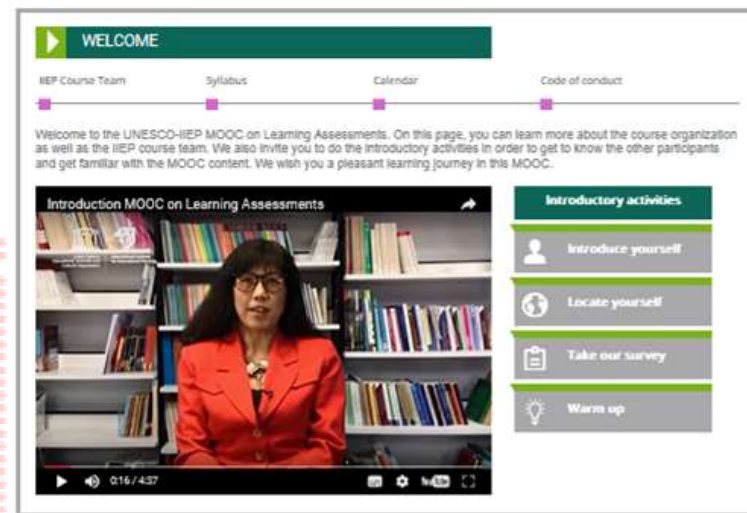 WELCOME
IIEP Course Team
Syllabus
Calendar
Code of conduct
Welcome to the UNESCO-IIEP MOOC on Learning Assessments. On this page, you can learn more about the course organization
as well as the IIEP course team. We also invite you to do the introductory activities in order to get to know the other participants
and get familiar with the MOOC content. We wish you a pleasant learning journey in this MOOC.
Introduction MOOC on Learning Assessments
Introductory activities
Introduce yourself
Locate yourself
Take our survey
Warm up
0:16 / 4:37
YouTube